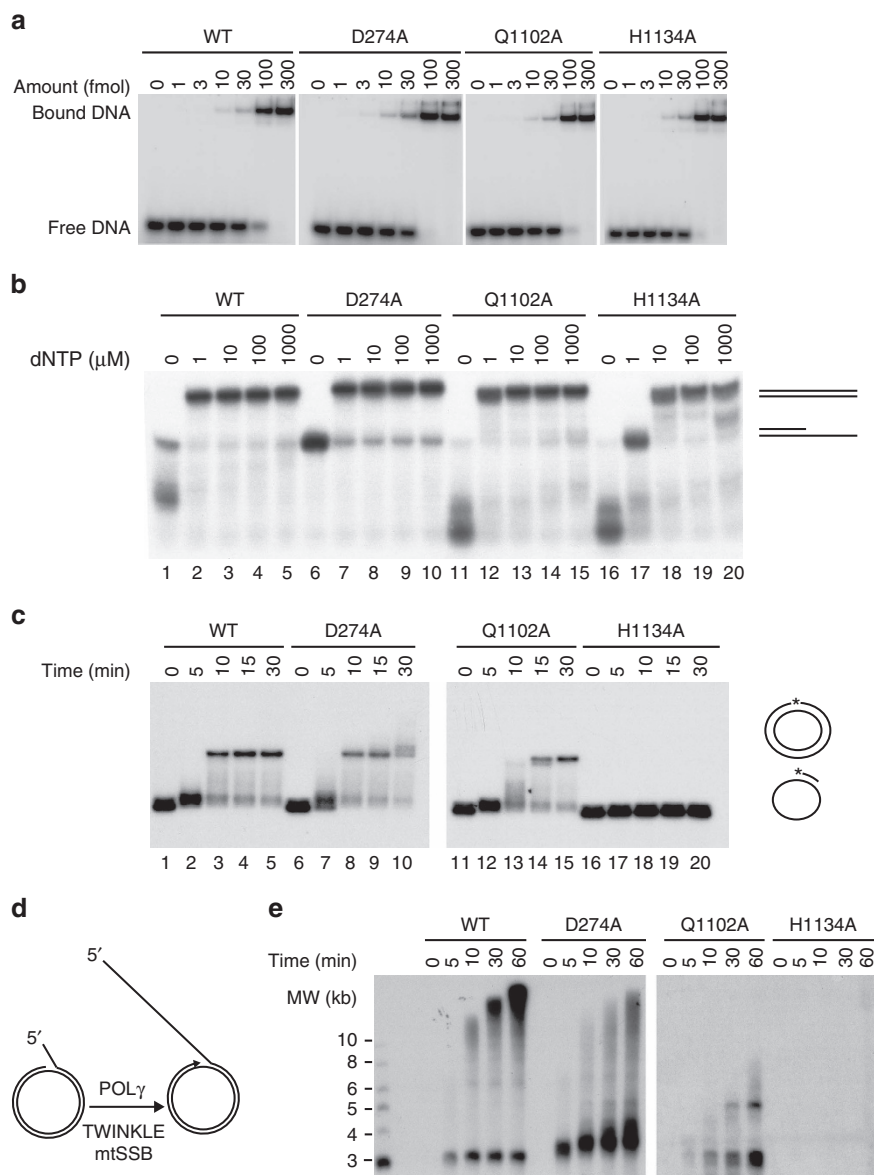 a
WT D274A Q1102A H1134A
Amount (fmol) 0 1 3 10 30 100 300 0 1 3 10 30 100 300 0 1 3 10 30 100 300 0 1 3 10 30 100 300
Bound DNA
Free DNA
b
WT D274A Q1102A H1134A
dNTP (μM) 0 1 10 100 1000 0 1 10 100 1000 0 1 10 100 1000 0 1 10 100 1000
1 2 3 4 5 6 7 8 9 10 11 12 13 14 15 16 17 18 19 20
c
WT D274A Q1102A H1134A
Time (min) 0 5 10 15 30 0 5 10 15 30 0 5 10 15 30 0 5 10 15 30
*
*
1 2 3 4 5 6 7 8 9 10 11 12 13 14 15 16 17 18 19 20
d
5′
5′
POLγ
TWINKLE
mtSSB
e
WT D274A Q1102A H1134A
Time (min) 0 5 10 30 60 0 5 10 30 60 0 5 10 30 60 0 5 10 30 60
MW (kb)
10
8
6
5
4
3